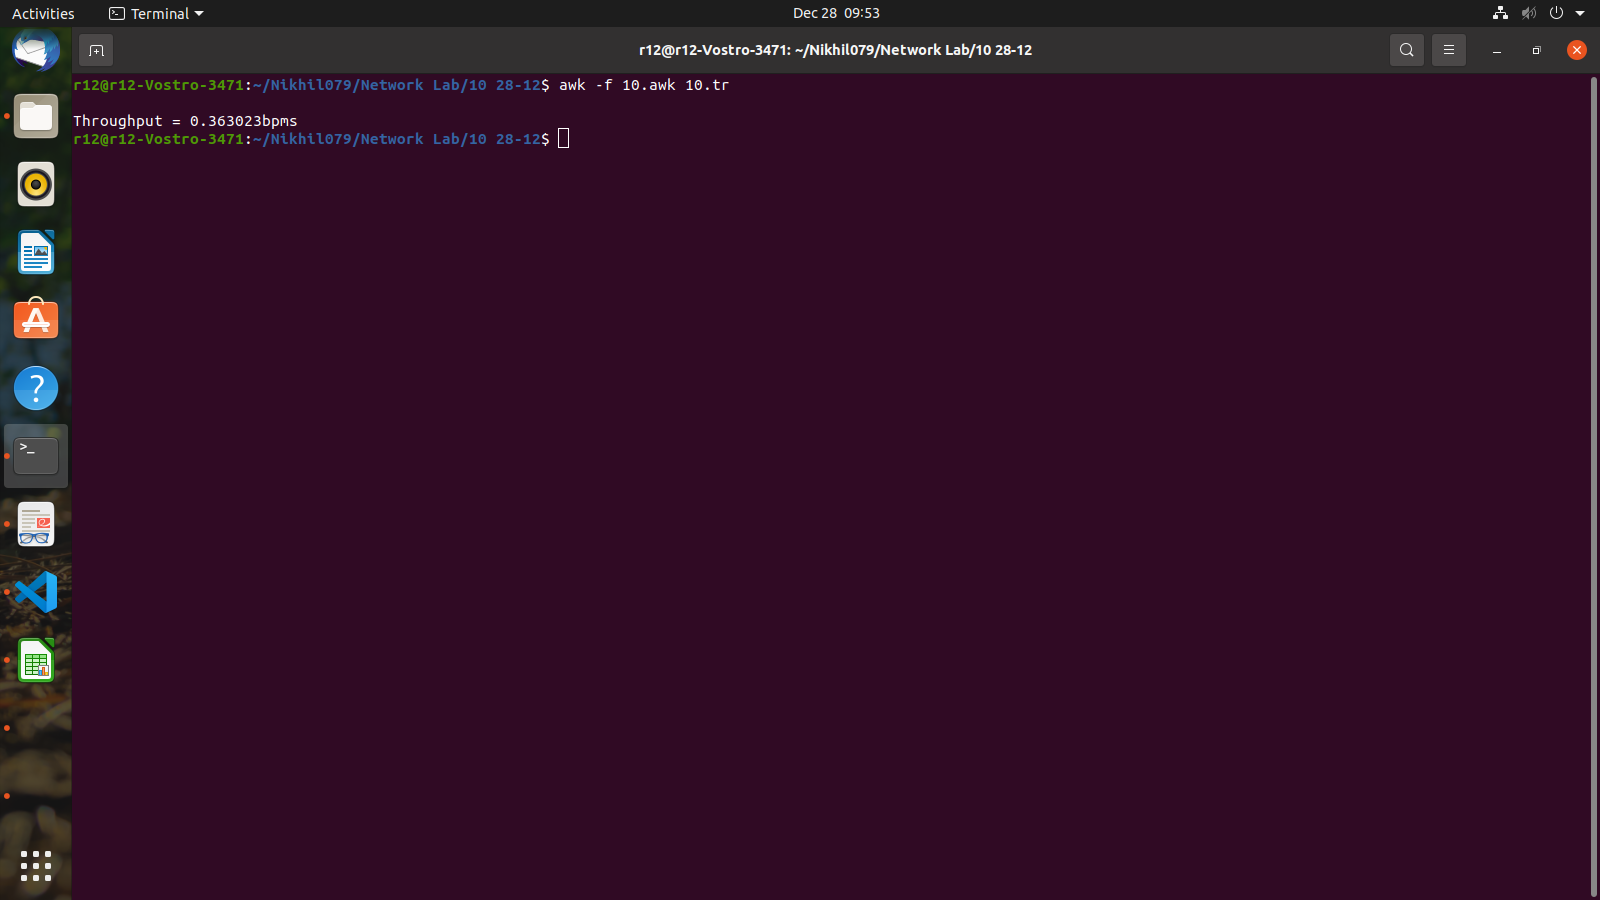 Activities
Terminal
Dec 28 09:53
r12@r12-Vostro-3471: ~/Nikhil079/Network Lab/10 28-12
r12@r12-Vostro-3471:~/Nikhil079/Network Lab/10 28-12$ awk -f 10.awk 10.tr
Throughput = 0.363023bpms
r12@r12-Vostro-3471:~/Nikhil079/Network Lab/10 28-12$